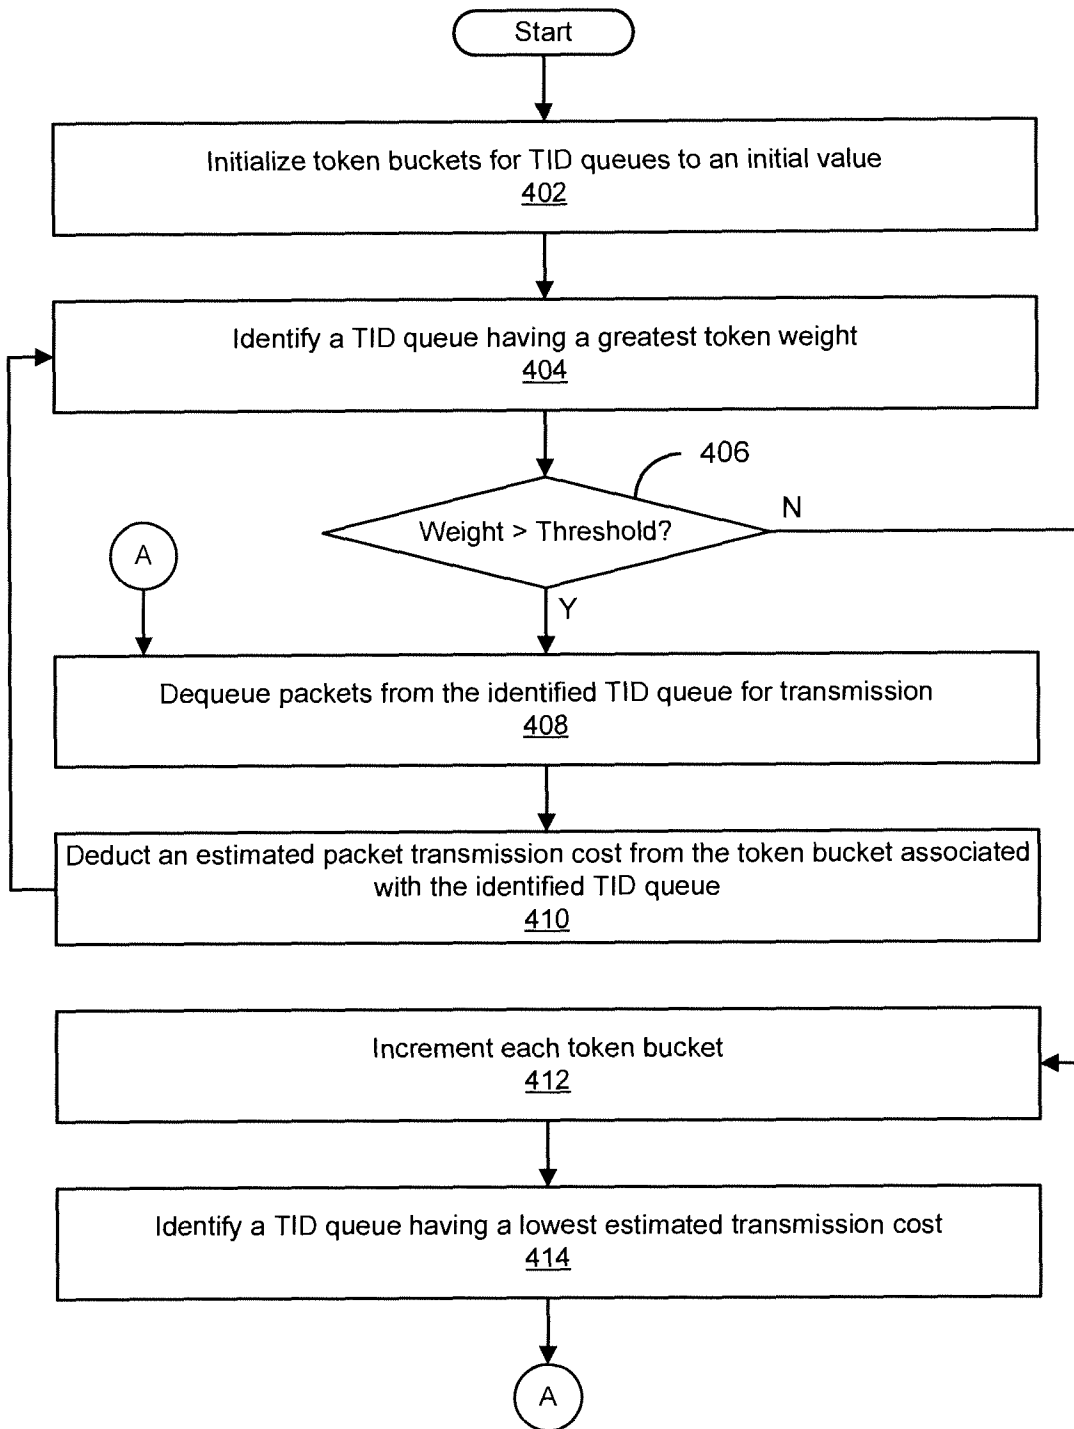 Start
Initialize token buckets for TID queues to an initial value
402
Identify a TID queue having a greatest token weight
404
406
Weight > Threshold?
N
A
Y
Dequeue packets from the identified TID queue for transmission
408
Deduct an estimated packet transmission cost from the token bucket associated
with the identified TID queue
410
Increment each token bucket
412
Identify a TID queue having a lowest estimated transmission cost
414
A